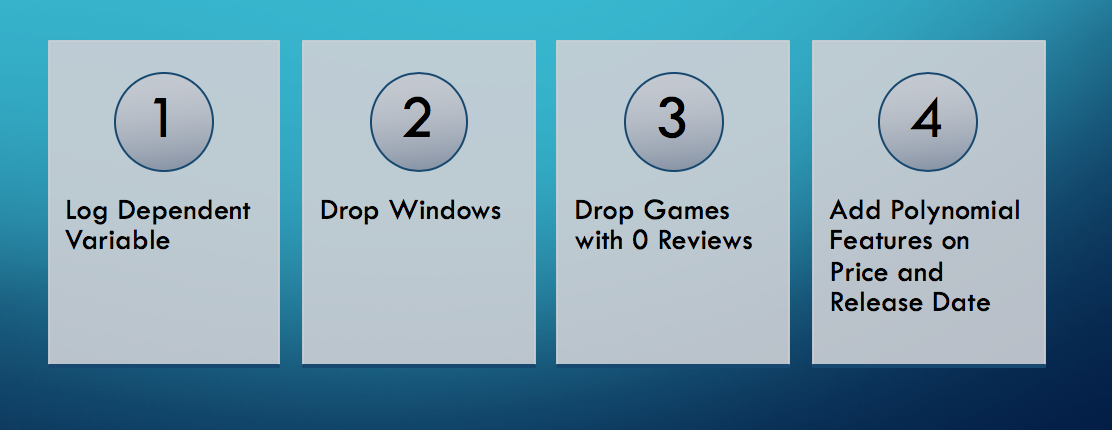 1
Log Dependent
Variable
2
Drop Windows
3
Drop Games
with 0 Reviews
4
Add Polynomial
Features on
Price and
Release Date